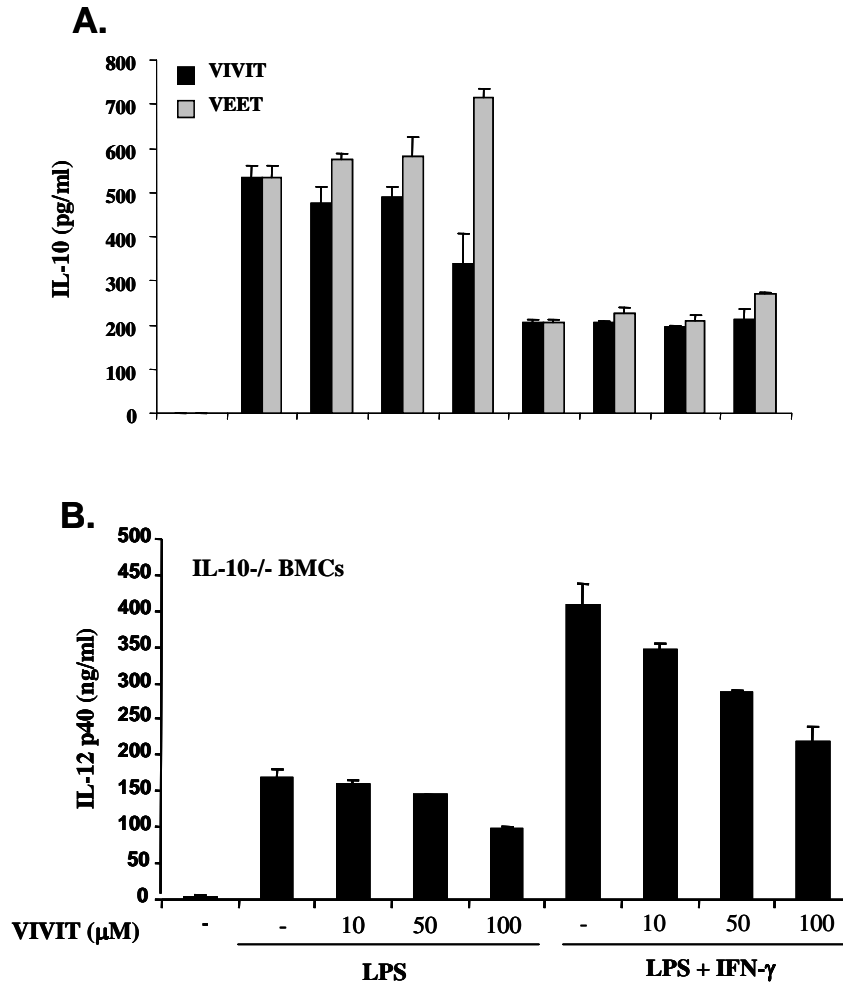 A.
VIVIT
VEET
IL-10 (pg/ml)
800
700
600
500
400
300
200
100
0
B.
IL-10-/- BMCs
IL-12 p40 (ng/ml)
500
450
400
350
300
250
200
150
100
50
0
VIVIT (μM) - - 10 50 100 - 10 50 100
LPS LPS + IFN-γ